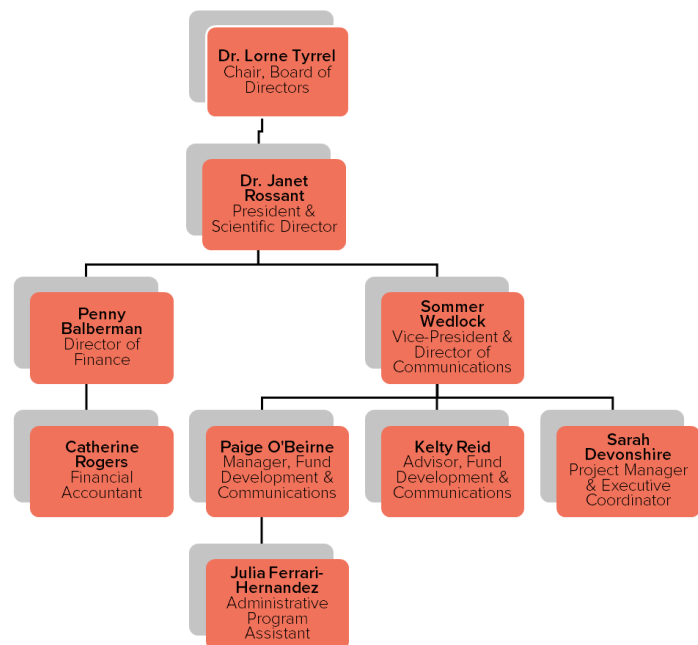 Dr. Lorne Tyrrel
Chair, Board of
Directors
Dr. Janet
Rossant
President &
Scientific Director
Penny
Balberman
Director of
Finance
Sommer
Wedlock
Vice-President &
Director of
Communications
Catherine
Rogers
Financial
Accountant
Paige O'Beirne
Manager, Fund
Development &
Communications
Kelty Reid
Advisor, Fund
Development &
Communications
Sarah
Devonshire
Project Manager
& Executive
Coordinator
Julia Ferrari-
Hernandez
Administrative
Program
Assistant